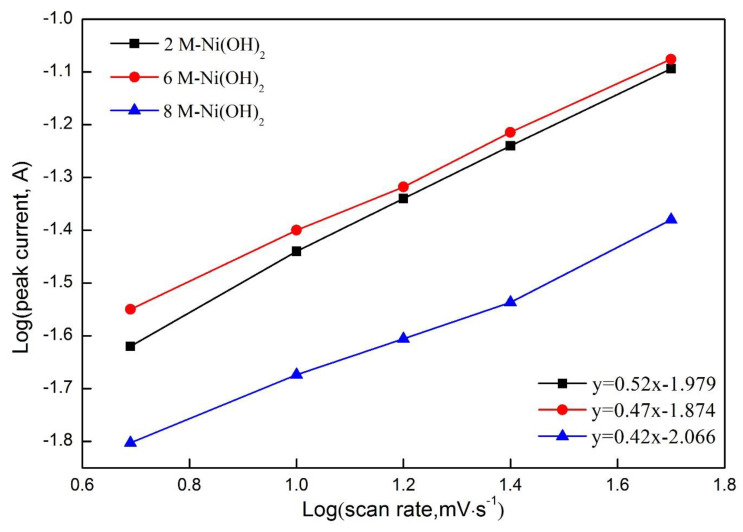 -1.0
-1.1
-1.2
-1.3
-1.4
-1.5
-1.6
-1.7
-1.8
Log(peak current, A)
2 M-Ni(OH)₂
6 M-Ni(OH)₂
8 M-Ni(OH)₂
y=0.52x-1.979
y=0.47x-1.874
y=0.42x-2.066
0.6 0.8 1.0 1.2 1.4 1.6 1.8
Log(scan rate,mV·s⁻¹)